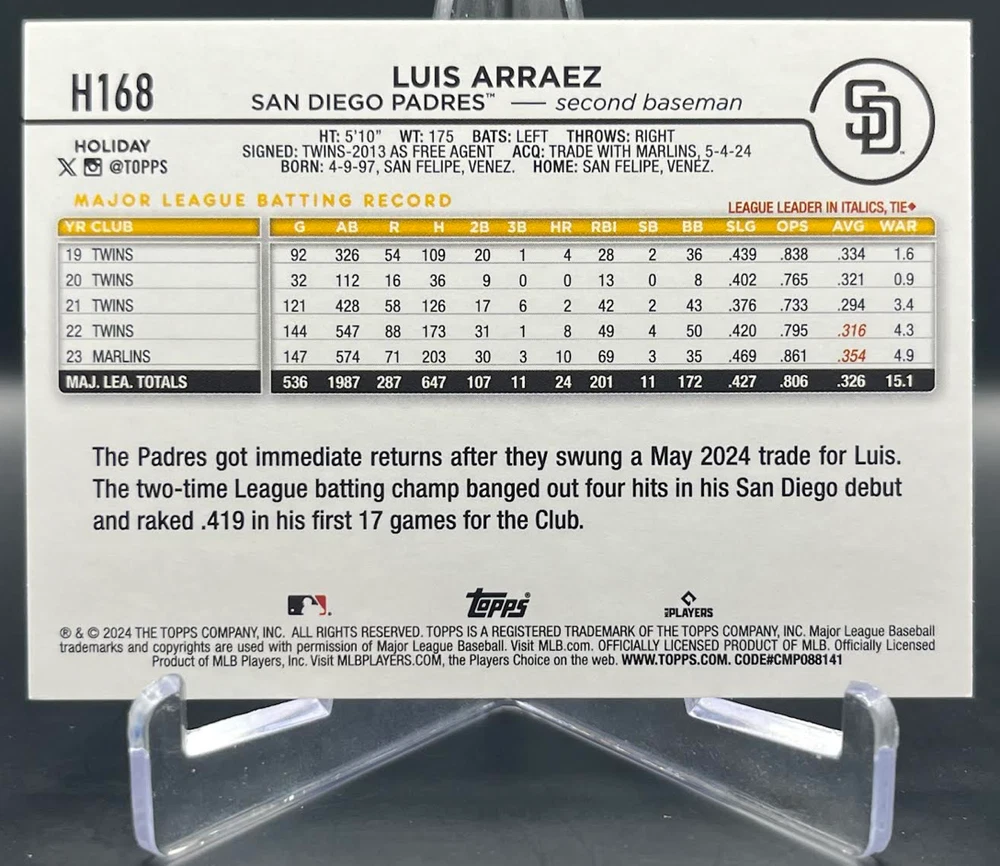 H168
LUIS ARRAEZ
SAN DIEGO PADRES™ — second baseman
SD
HOLIDAY
@TOPPS
HT: 5'10" WT: 175 BATS: LEFT THROWS: RIGHT
SIGNED: TWINS-2013 AS FREE AGENT ACQ: TRADE WITH MARLINS, 5-4-24
BORN: 4-9-97, SAN FELIPE, VENEZ. HOME: SAN FELIPE, VENEZ.
MAJOR LEAGUE BATTING RECORD
LEAGUE LEADER IN ITALICS, TIE◆
YR CLUB G AB R H 2B 3B HR RBI SB BB SLG OPS AVG WAR
19 TWINS 92 326 54 109 20 1 4 28 2 36 .439 .838 .334 1.6
20 TWINS 32 112 16 36 9 0 0 13 0 8 .402 .765 .321 0.9
21 TWINS 121 428 58 126 17 6 2 42 2 43 .376 .733 .294 3.4
22 TWINS 144 547 88 173 31 1 8 49 4 50 .420 .795 .316 4.3
23 MARLINS 147 574 71 203 30 3 10 69 3 35 .469 .861 .354 4.9
MAJ. LEA. TOTALS 536 1987 287 647 107 11 24 201 11 172 .427 .806 .326 15.1
The Padres got immediate returns after they swung a May 2024 trade for Luis.
The two-time League batting champ banged out four hits in his San Diego debut
and raked .419 in his first 17 games for the Club.
Topps®
MLB PLAYERS
® & © 2024 THE TOPPS COMPANY, INC. ALL RIGHTS RESERVED. TOPPS IS A REGISTERED TRADEMARK OF THE TOPPS COMPANY, INC. Major League Baseball
trademarks and copyrights are used with permission of Major League Baseball. Visit MLB.com. OFFICIALLY LICENSED PRODUCT OF MLB. Officially Licensed
Product of MLB Players, Inc. Visit MLBPLAYERS.COM, the Players Choice on the web. WWW.TOPPS.COM. CODE#CMP088141